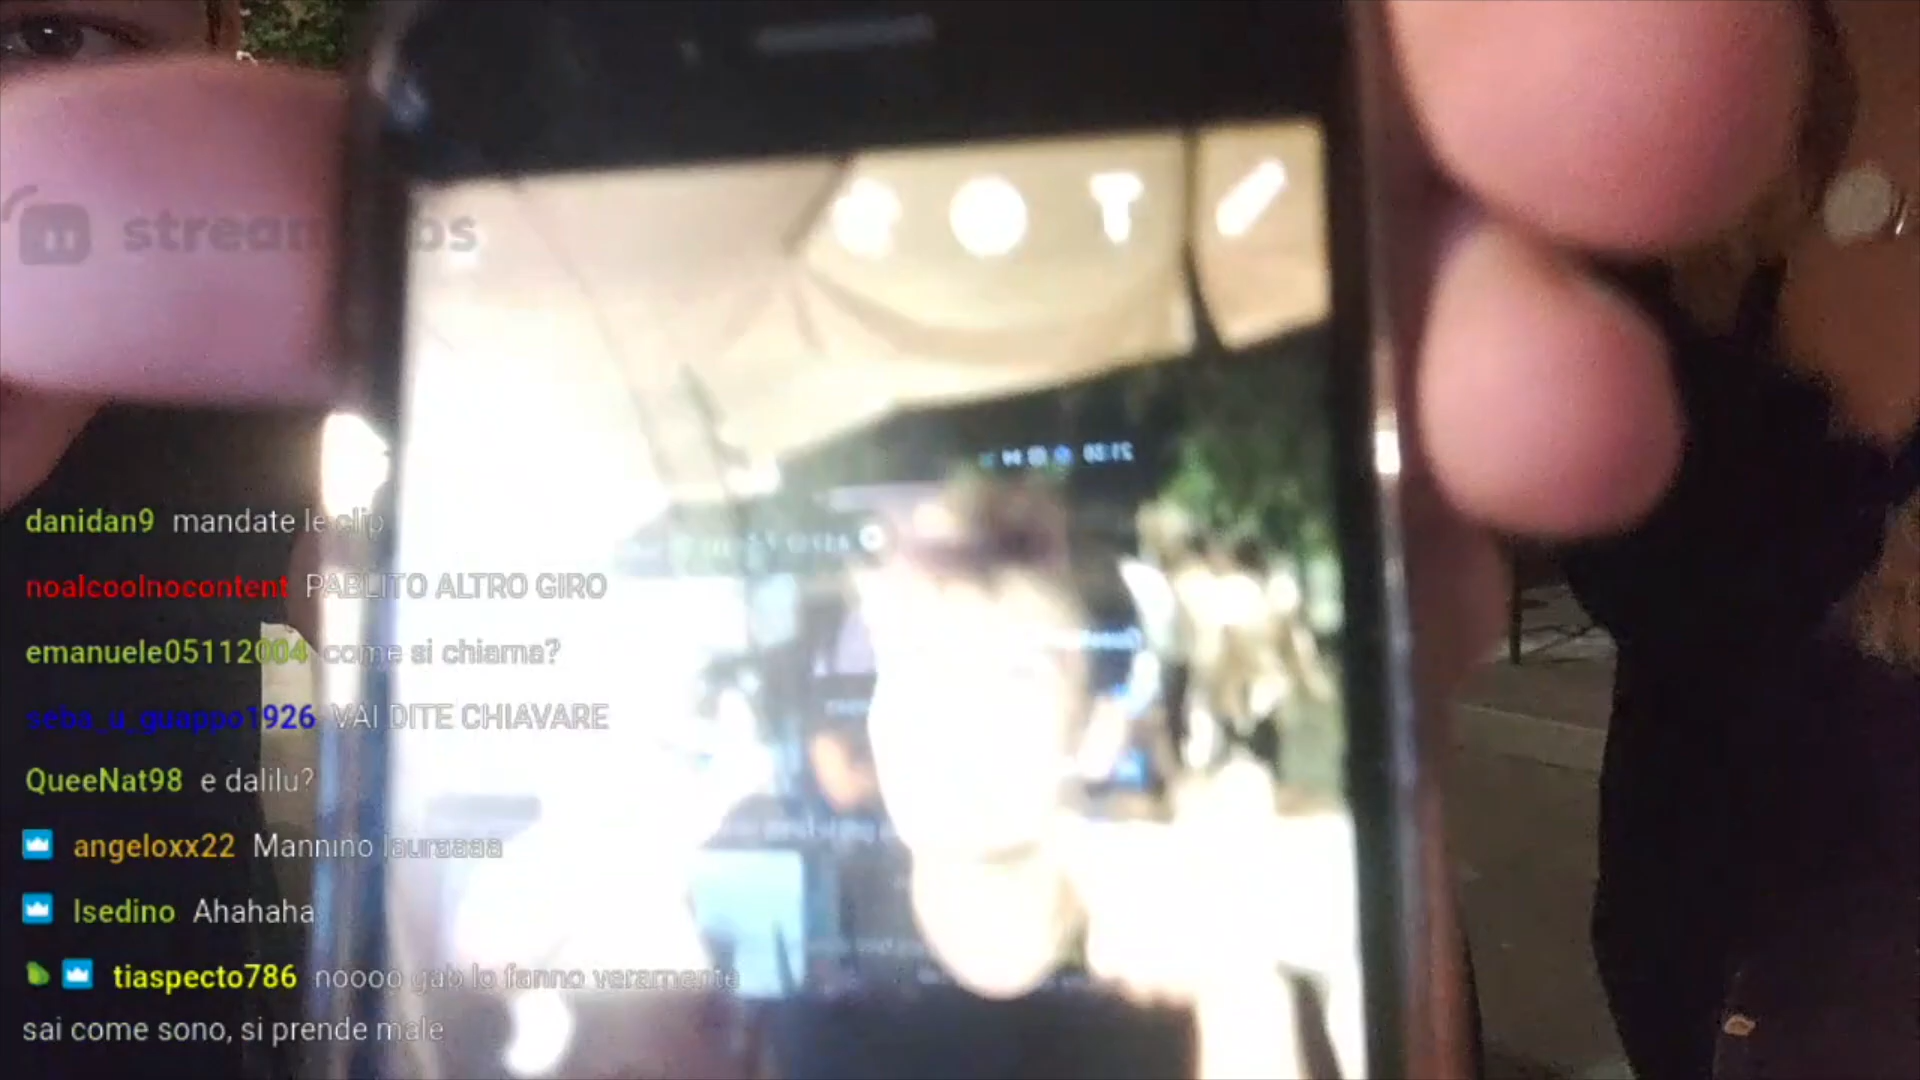 streamlabs
danidan9 mandate le clip
noalcoolnocontent PABLITO ALTRO GIRO
emanuele05112004 come si chiama?
seba_u_guappo1926 VAI DITE CHIAVARE
QueeNat98 e dalilu?
angeloxx22 Mannino lauraaaa
lsedino Ahahaha
tiaspecto786 noooo gab lo fanno veramente
sai come sono, si prende male